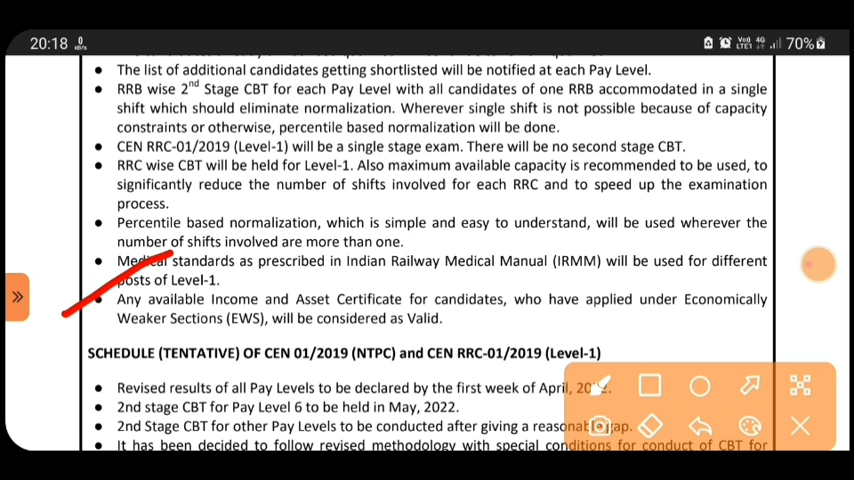 20:18 0 KB/s Vo) 4G LTE1 70%
• The list of additional candidates getting shortlisted will be notified at each Pay Level.
• RRB wise 2nd Stage CBT for each Pay Level with all candidates of one RRB accommodated in a single
shift which should eliminate normalization. Wherever single shift is not possible because of capacity
constraints or otherwise, percentile based normalization will be done.
• CEN RRC-01/2019 (Level-1) will be a single stage exam. There will be no second stage CBT.
• RRC wise CBT will be held for Level-1. Also maximum available capacity is recommended to be used, to
significantly reduce the number of shifts involved for each RRC and to speed up the examination
process.
• Percentile based normalization, which is simple and easy to understand, will be used wherever the
number of shifts involved are more than one.
• Medical standards as prescribed in Indian Railway Medical Manual (IRMM) will be used for different
posts of Level-1.
• Any available Income and Asset Certificate for candidates, who have applied under Economically
Weaker Sections (EWS), will be considered as Valid.
SCHEDULE (TENTATIVE) OF CEN 01/2019 (NTPC) and CEN RRC-01/2019 (Level-1)
• Revised results of all Pay Levels to be declared by the first week of April,
• 2nd stage CBT for Pay Level 6 to be held in May, 2022.
• 2nd Stage CBT for other Pay Levels to be conducted after giving a reasonable gap.
• It has been decided to follow revised methodology with special conditions for conduct of CBT for